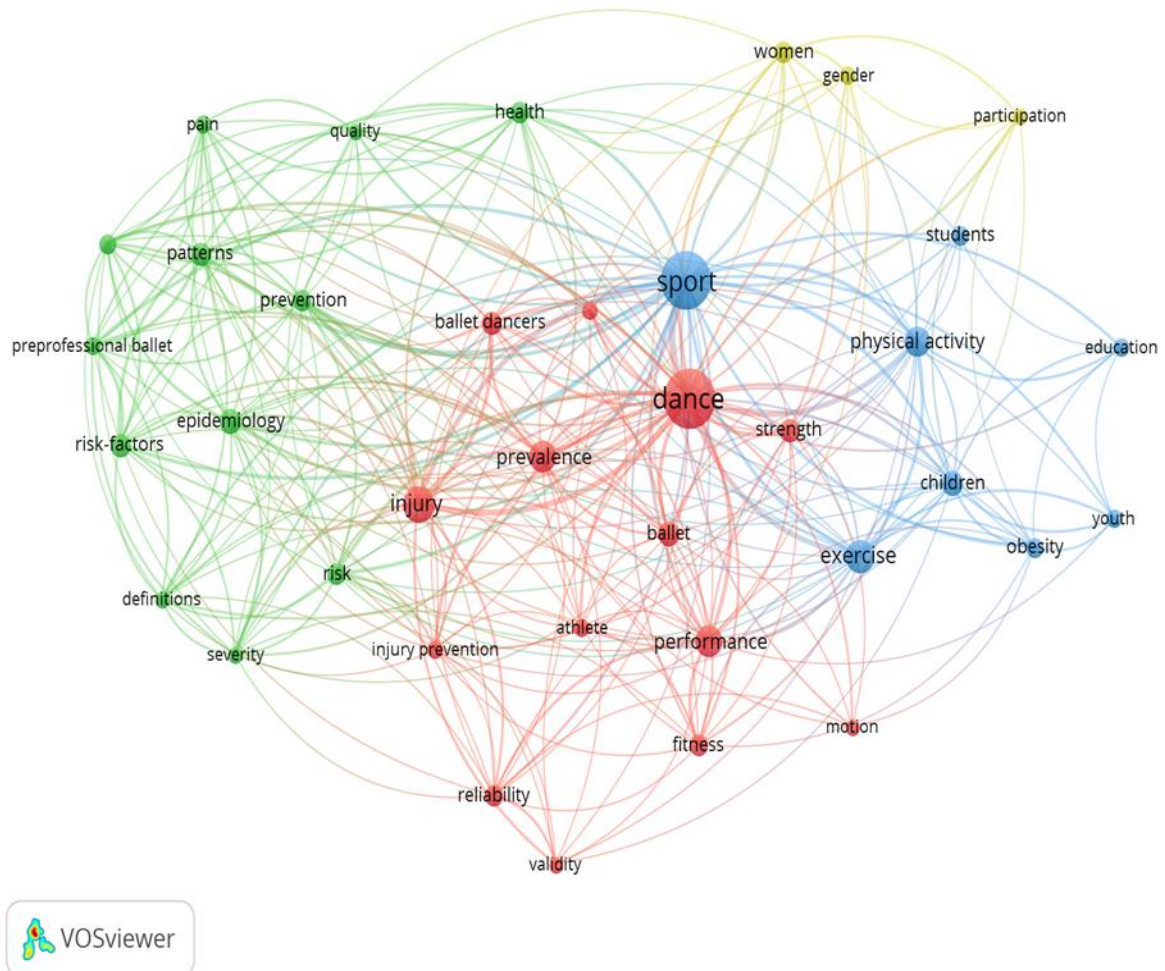 women
gender
participation
health
quality
pain
students
patterns
sport
prevention
ballet dancers
physical activity
education
preprofessional ballet
dance
epidemiology
strength
risk-factors
prevalence
children
injury
youth
ballet
obesity
exercise
risk
definitions
athlete
performance
injury prevention
severity
motion
fitness
reliability
validity
VOSviewer